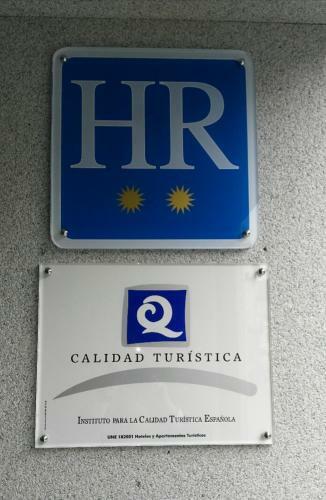 HR
Q
CALIDAD TURÍSTICA
INSTITUTO PARA LA CALIDAD TURÍSTICA ESPAÑOLA
UNE 182001 Hoteles y Apartamentos Turísticos